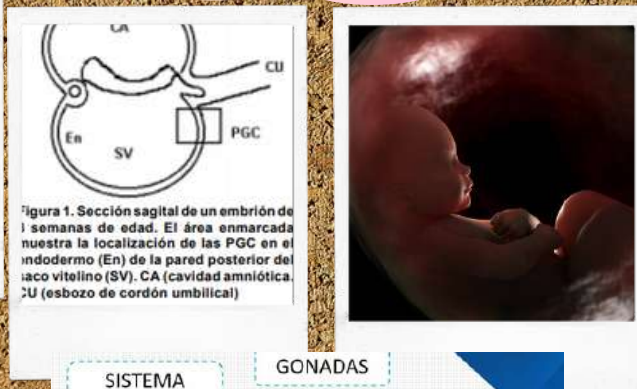 CA
CU
PGC
En
SV
Figura 1. Sección sagital de un embrión de
semanas de edad. El área enmarcada
muestra la localización de las PGC en el
endodermo (En) de la pared posterior del
saco vitelino (SV). CA (cavidad amniótica.
CU (esbozo de cordón umbilical)
GONADAS
SISTEMA